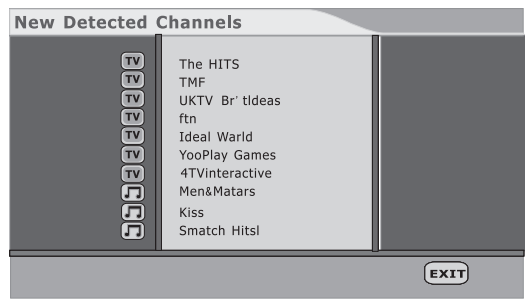 New Detected Channels
TV The HITS
TV TMF
TV UKTV Br' tIdeas
TV ftn
TV Ideal Warld
TV YooPlay Games
TV 4TVinteractive
Men&Matars
Kiss
Smatch Hitsl
EXIT